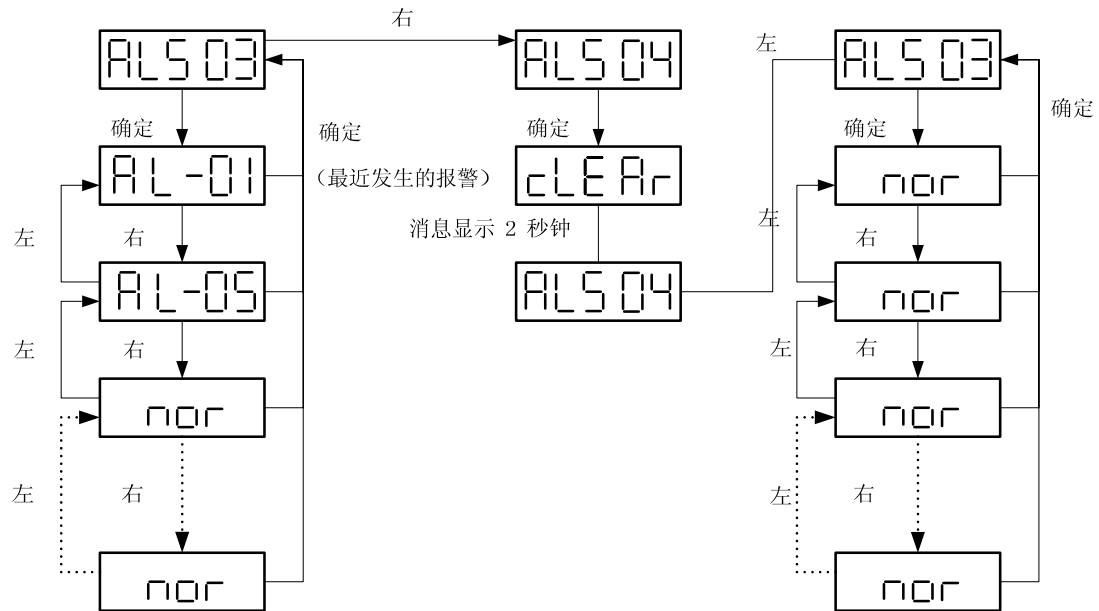 右
ALS 03
ALS 04
左
ALS 03
确定
确定
确定
确定
确定
AL-01
(最近发生的报警)
cLEAr
nor
左
右
消息显示 2 秒钟
左
右
AL-05
ALS 04
nor
左
右
左
右
nor
nor
左
右
左
右
nor
nor